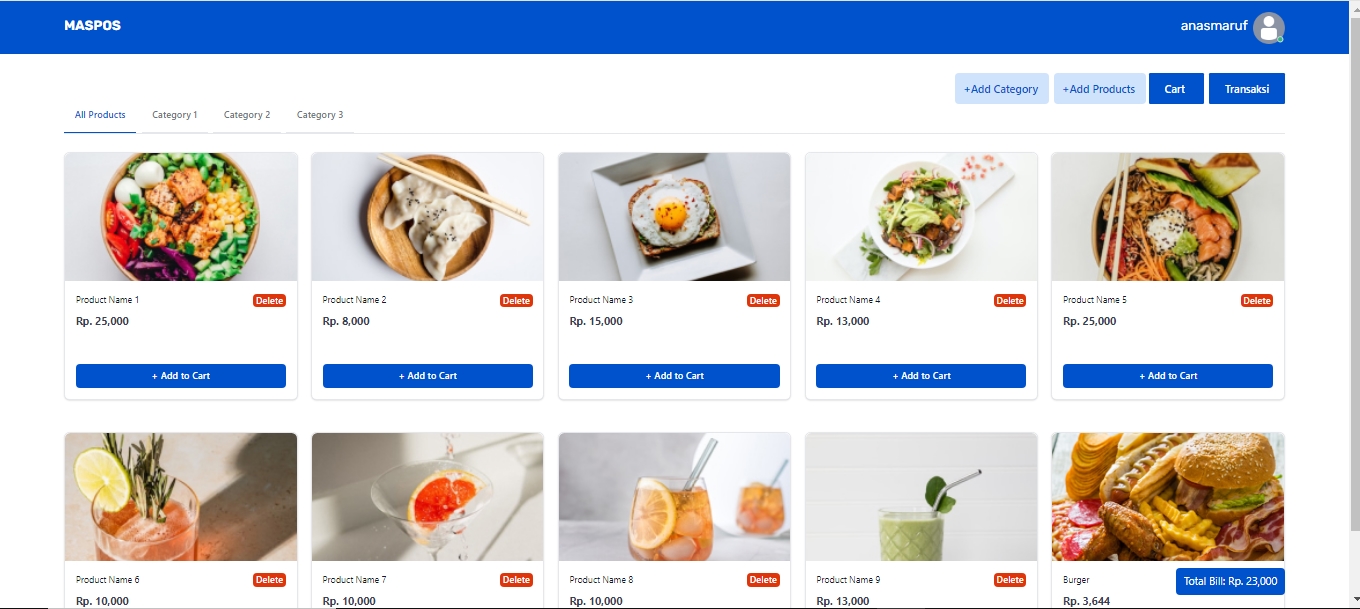 MASPOS
anasmaruf
+Add Category +Add Products Cart Transaksi
All Products Category 1 Category 2 Category 3
Product Name 1 Delete
Rp. 25,000
+ Add to Cart
Product Name 2 Delete
Rp. 8,000
+ Add to Cart
Product Name 3 Delete
Rp. 15,000
+ Add to Cart
Product Name 4 Delete
Rp. 13,000
+ Add to Cart
Product Name 5 Delete
Rp. 25,000
+ Add to Cart
Product Name 6 Delete
Rp. 10,000
Product Name 7 Delete
Rp. 10,000
Product Name 8 Delete
Rp. 10,000
Product Name 9 Delete
Rp. 13,000
Burger
Rp. 3,644
Total Bill: Rp. 23,000